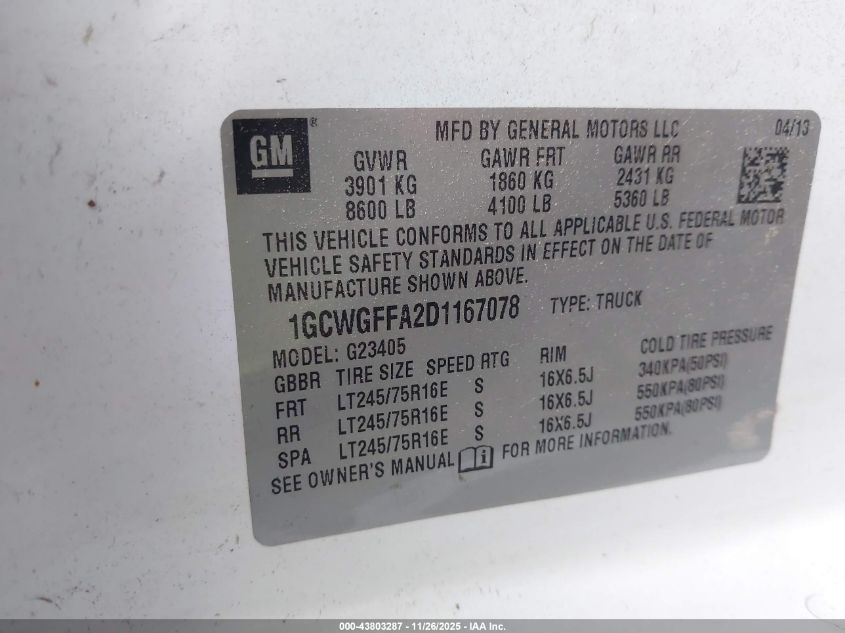 GM®
MFD BY GENERAL MOTORS LLC 04/13
GVWR GAWR FRT GAWR RR
3901 KG 1860 KG 2431 KG
8600 LB 4100 LB 5360 LB
THIS VEHICLE CONFORMS TO ALL APPLICABLE U.S. FEDERAL MOTOR
VEHICLE SAFETY STANDARDS IN EFFECT ON THE DATE OF
MANUFACTURE SHOWN ABOVE.
1GCWGFFA2D1167078 TYPE: TRUCK
MODEL: G23405
GBBR TIRE SIZE SPEED RTG RIM COLD TIRE PRESSURE
FRT LT245/75R16E S 16X6.5J 340KPA(50PSI)
RR LT245/75R16E S 16X6.5J 550KPA(80PSI)
SPA LT245/75R16E S 16X6.5J 550KPA(80PSI)
SEE OWNER'S MANUAL i FOR MORE INFORMATION.
000-43803287 - 11/26/2025 - IAA Inc.